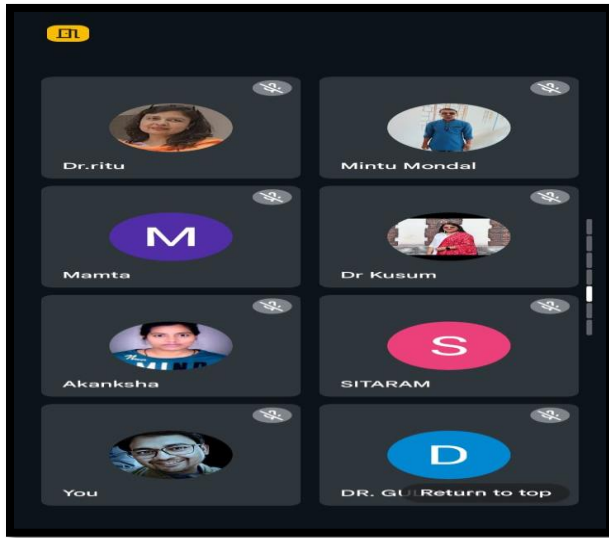 Dr.ritu
Mintu Mondal
M
Mamta
Dr Kusum
Akanksha
S
SITARAM
You
D
DR. GU
Return to top